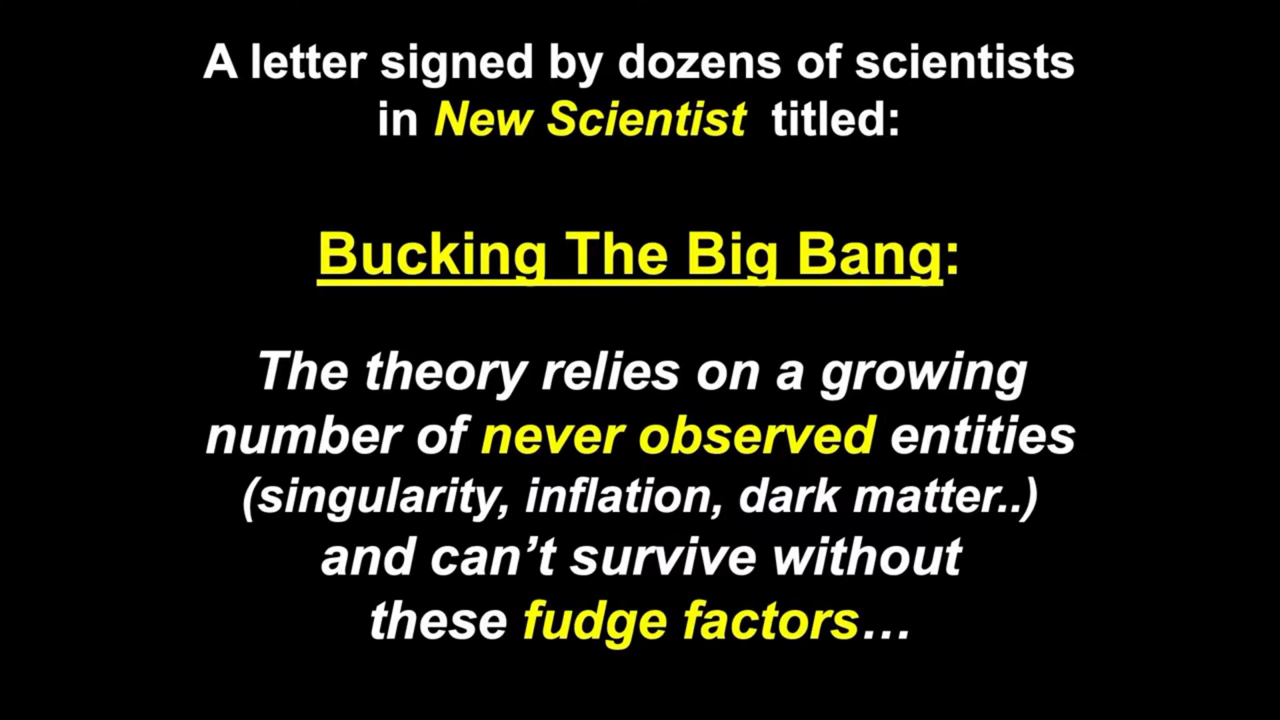 A letter signed by dozens of scientists
in New Scientist titled:
Bucking The Big Bang:
The theory relies on a growing
number of never observed entities
(singularity, inflation, dark matter..)
and can’t survive without
these fudge factors…